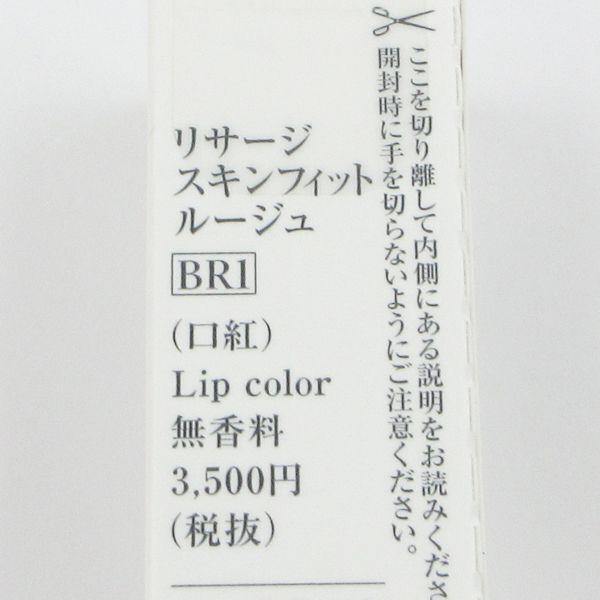 リサージ
スキンフィット
ルージュ
BR1
(口紅)
Lip color
無香料
3,500円
(税抜)
ここを切り離して内側にある説明をお読みくださ
開封時に手を切らないようにご注意ください。